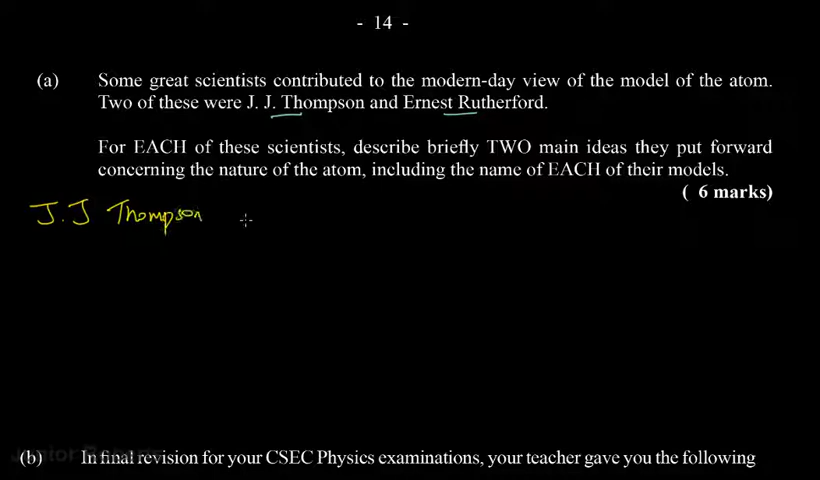 - 14 -
(a) Some great scientists contributed to the modern-day view of the model of the atom.
Two of these were J. J. Thompson and Ernest Rutherford.
For EACH of these scientists, describe briefly TWO main ideas they put forward
concerning the nature of the atom, including the name of EACH of their models.
( 6 marks)
J.J Thompson
(b) In final revision for your CSEC Physics examinations, your teacher gave you the following